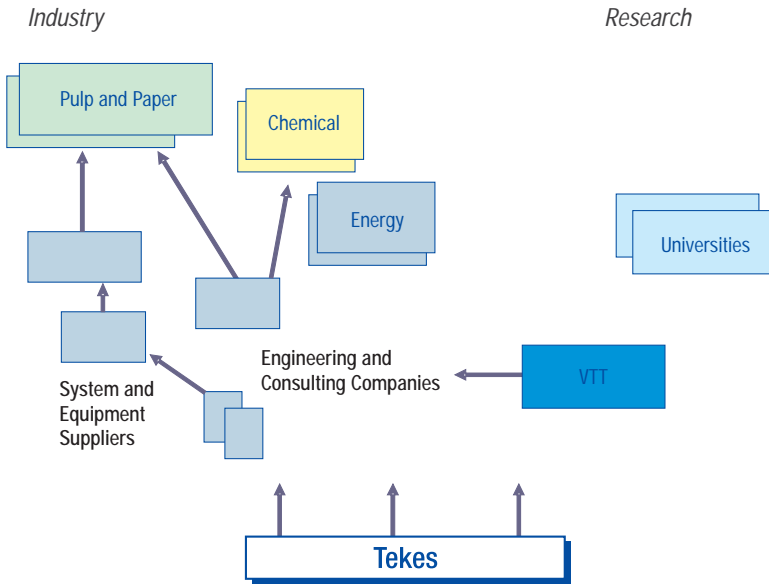 Industry
Research
Pulp and Paper
Chemical
Energy
Universities
Engineering and
Consulting Companies
VTT
System and
Equipment
Suppliers
Tekes